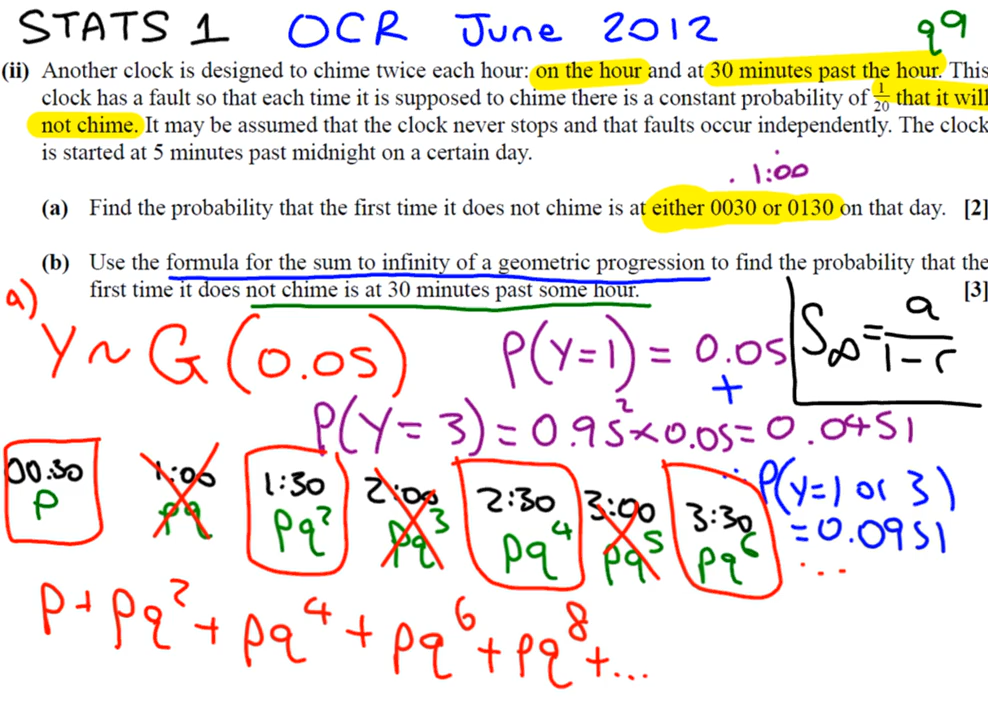 STATS 1 OCR June 2012 q9
(ii) Another clock is designed to chime twice each hour: on the hour and at 30 minutes past the hour. This
clock has a fault so that each time it is supposed to chime there is a constant probability of 1/20 that it will
not chime. It may be assumed that the clock never stops and that faults occur independently. The clock
is started at 5 minutes past midnight on a certain day.
. 1:00
(a) Find the probability that the first time it does not chime is at either 0030 or 0130 on that day. [2]
(b) Use the formula for the sum to infinity of a geometric progression to find the probability that the
first time it does not chime is at 30 minutes past some hour. [3]
a)
Y ~ G(0.05) P(Y=1) = 0.05 S∞ = a/(1-r)
+
P(Y = 3) = 0.95² × 0.05 = 0.0451
00:30 1:00 1:30 2:00 2:30 3:00 3:30
p pq pq² pq³ pq⁴ pq⁵ pq⁶ ...
∴ P(Y=1 or 3)
= 0.0951
p + pq² + pq⁴ + pq⁶ + pq⁸ + ...